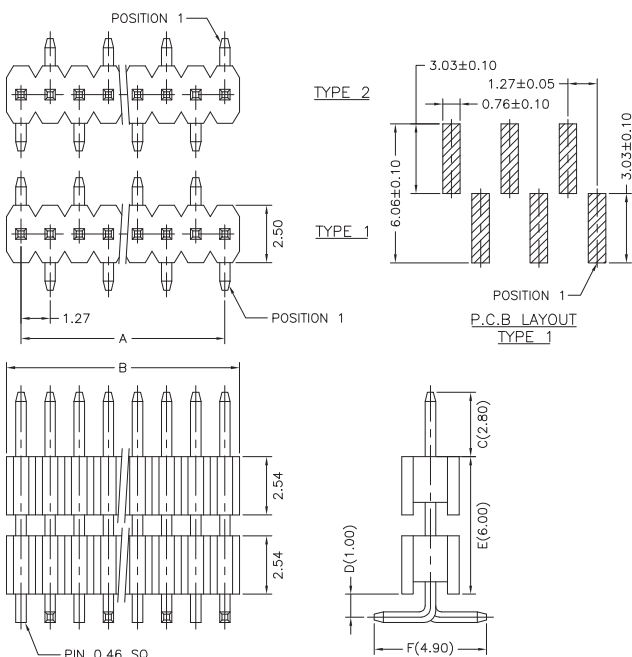 POSITION 1
TYPE 2
3.03±0.10
1.27±0.05
0.76±0.10
6.06±0.10
3.03±0.10
2.50
TYPE 1
POSITION 1
POSITION 1
1.27
A
P.C.B LAYOUT
TYPE 1
B
C(2.80)
2.54
E(6.00)
2.54
D(1.00)
PIN 0.46 SQ
F(4.90)